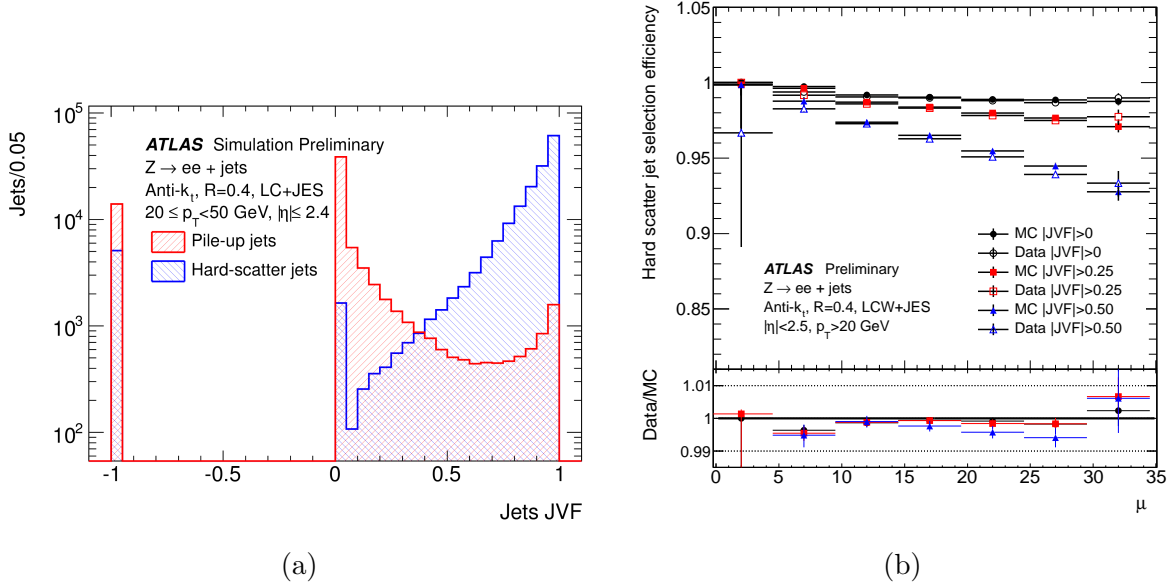 Jets/0.05
10^5
10^4
10^3
10^2
ATLAS Simulation Preliminary
Z → ee + jets
Anti-k_t, R=0.4, LC+JES
20 ≤ p_T<50 GeV, |η|≤ 2.4
Pile-up jets
Hard-scatter jets
-1 -0.5 0 0.5 1
Jets JVF
(a)
Hard scatter jet selection efficiency
1.05
1
0.95
0.9
0.85
MC |JVF|>0
Data |JVF|>0
MC |JVF|>0.25
Data |JVF|>0.25
MC |JVF|>0.50
Data |JVF|>0.50
ATLAS Preliminary
Z → ee + jets
Anti-k_t, R=0.4, LCW+JES
|η|<2.5, p_T>20 GeV
Data/MC
1.01
1
0.99
0 5 10 15 20 25 30 35
μ
(b)